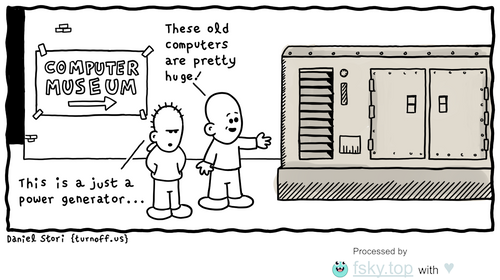 These old
computers
are pretty
huge!
COMPUTER
MUSEUM
This is a just a
power generator...
Daniel Stori {turnoff.us}
Processed by
fsky.top with ♥